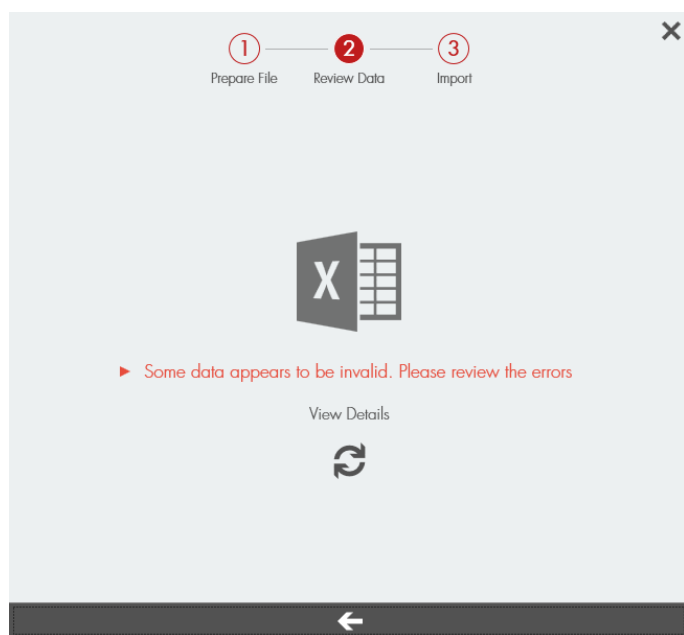 1 2 3
Prepare File Review Data Import
X
► Some data appears to be invalid. Please review the errors
View Details